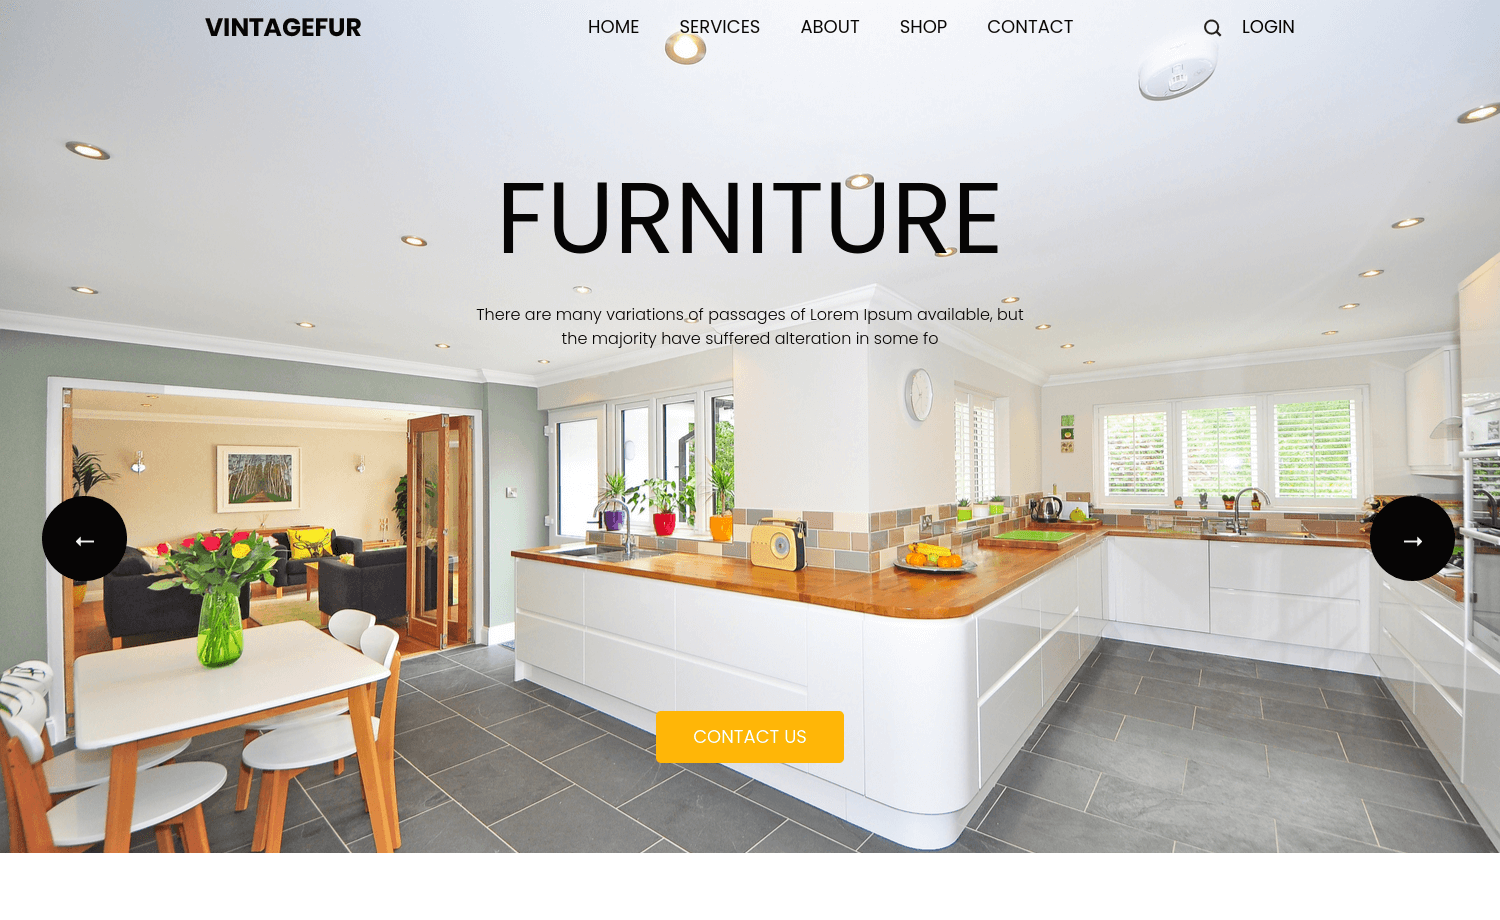 VINTAGEFUR HOME SERVICES ABOUT SHOP CONTACT LOGIN
FURNITURE
There are many variations of passages of Lorem Ipsum available, but
the majority have suffered alteration in some fo
← →
CONTACT US